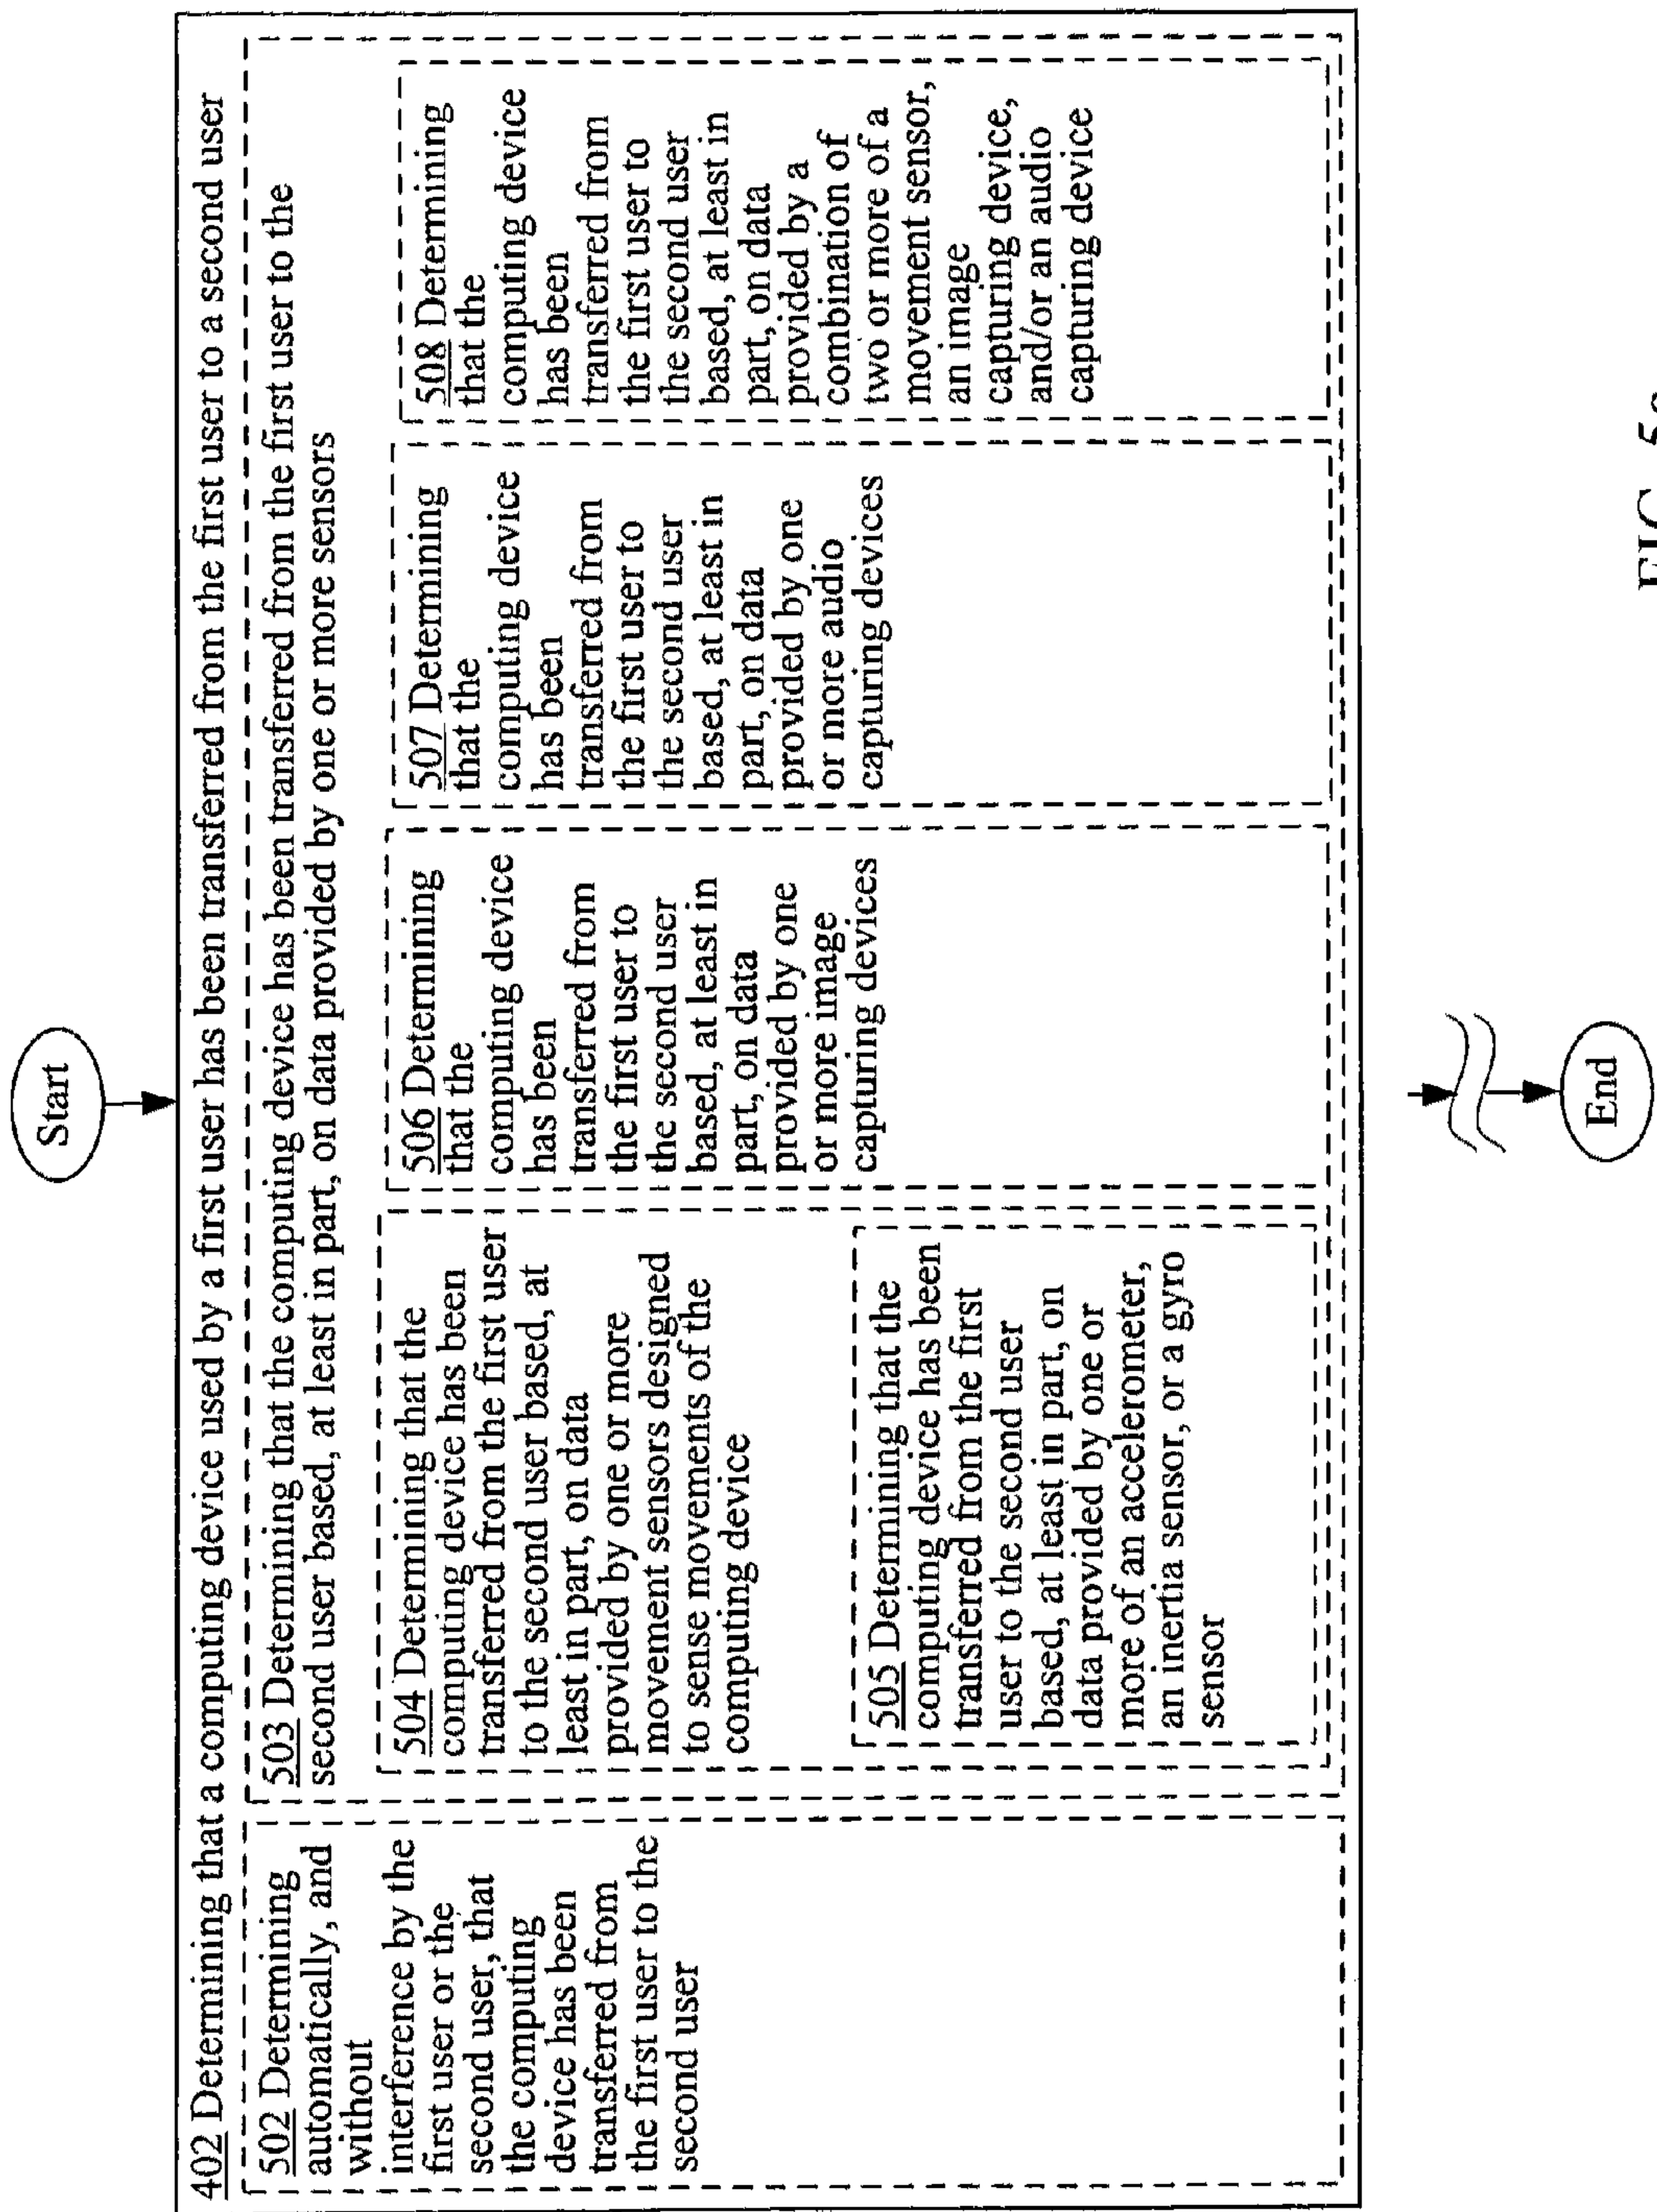 Start
402 Determining that a computing device used by a first user has been transferred from the first user to a second user
502 Determining
automatically, and
without
interference by the
first user or the
second user, that
the computing
device has been
transferred from
the first user to the
second user
503 Determining that the computing device has been transferred from the first user to the
second user based, at least in part, on data provided by one or more sensors
504 Determining that the
computing device has been
transferred from the first user
to the second user based, at
least in part, on data
provided by one or more
movement sensors designed
to sense movements of the
computing device
505 Determining that the
computing device has been
transferred from the first
user to the second user
based, at least in part, on
data provided by one or
more of an accelerometer,
an inertia sensor, or a gyro
sensor
506 Determining
that the
computing device
has been
transferred from
the first user to
the second user
based, at least in
part, on data
provided by one
or more image
capturing devices
507 Determining
that the
computing device
has been
transferred from
the first user to
the second user
based, at least in
part, on data
provided by one
or more audio
capturing devices
508 Determining
that the
computing device
has been
transferred from
the first user to
the second user
based, at least in
part, on data
provided by a
combination of
two or more of a
movement sensor,
an image
capturing device,
and/or an audio
capturing device
End